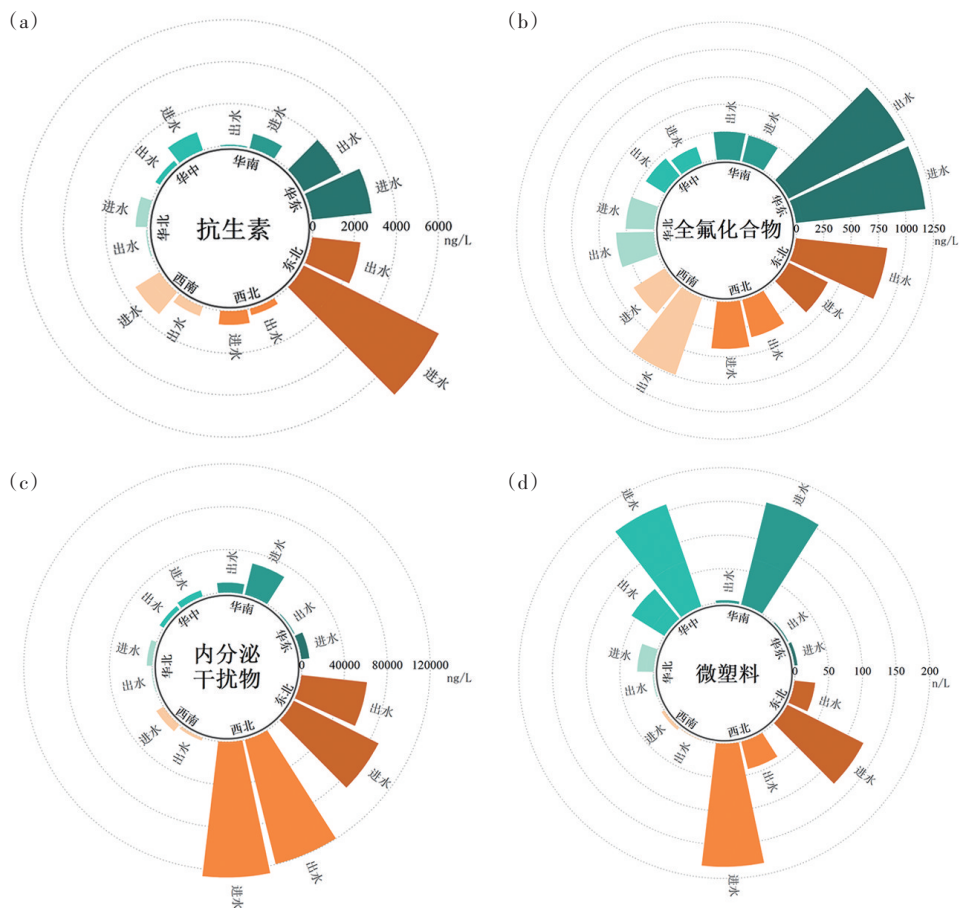 (a)
进水
出水
出水
进水
华南
华中
出水
进水
华东
进水
华北
出水
抗生素
0 2000 4000 6000
ng/L
东北
出水
进水
西北
出水
进水
西南
出水
进水
(b)
出水
进水
华南
进水
出水
华中
出水
进水
华东
进水
华北
出水
全氟化合物
0 250 500 750 1000 1250
ng/L
东北
出水
进水
西北
出水
进水
西南
进水
出水
(c)
出水
进水
华南
进水
出水
华中
出水
进水
华东
进水
华北
出水
内分泌
干扰物
0 40000 80000 120000
ng/L
东北
出水
进水
西北
出水
进水
西南
进水
出水
(d)
进水
出水
华中
出水
进水
华南
出水
进水
华东
进水
华北
出水
微塑料
0 50 100 150 200
n/L
东北
出水
进水
西北
出水
进水
西南
进水
出水